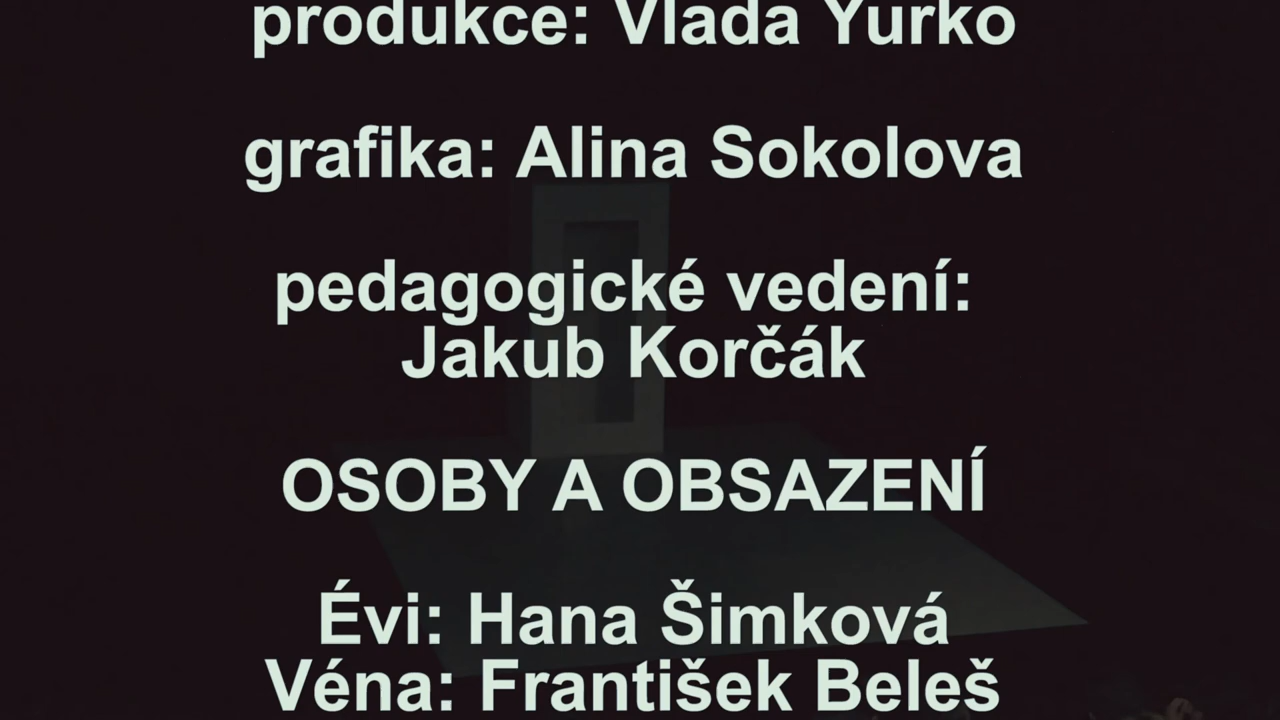 produkce: Vlada Yurko
grafika: Alina Sokolova
pedagogické vedení:
Jakub Korčák
OSOBY A OBSAZENÍ
Évi: Hana Šimková
Véna: František Beleš